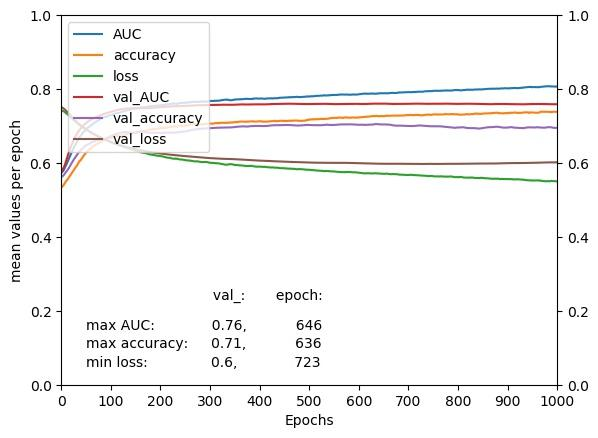 1.0 1.0
AUC
accuracy
loss
0.8 0.8
val_AUC
val_accuracy
val_loss
0.6 0.6
mean values per epoch
0.4 0.4
val_: epoch:
0.2 0.2
max AUC: 0.76, 646
max accuracy: 0.71, 636
min loss: 0.6, 723
0.0 0.0
0 100 200 300 400 500 600 700 800 900 1000
Epochs